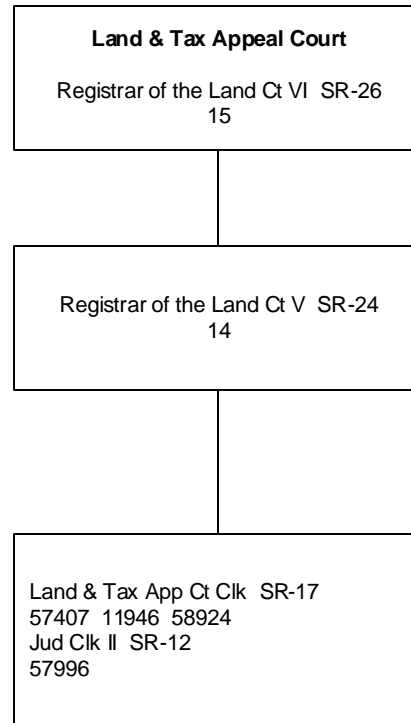 Land & Tax Appeal Court
Registrar of the Land Ct VI SR-26
15
Registrar of the Land Ct V SR-24
14
Land & Tax App Ct Clk SR-17
57407 11946 58924
Jud Clk II SR-12
57996